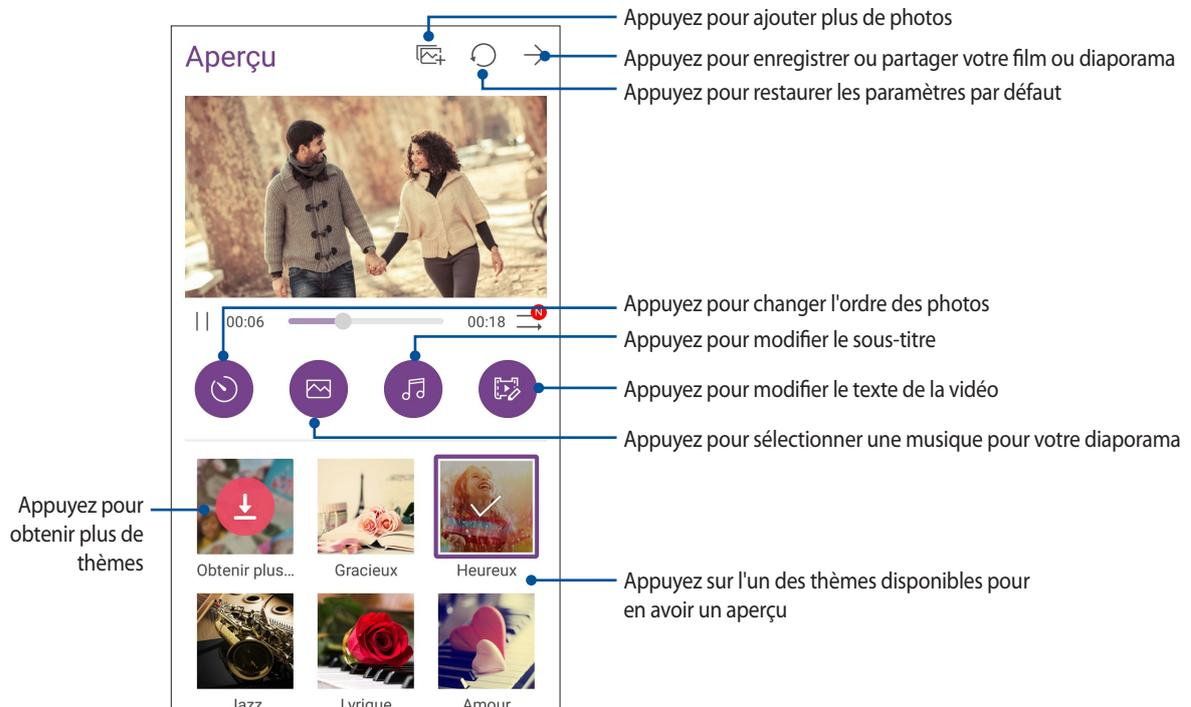 Appuyez pour ajouter plus de photos
Aperçu
Appuyez pour enregistrer ou partager votre film ou diaporama
Appuyez pour restaurer les paramètres par défaut
Appuyez pour changer l'ordre des photos
00:06
00:18
N
Appuyez pour modifier le sous-titre
Appuyez pour modifier le texte de la vidéo
Appuyez pour sélectionner une musique pour votre diaporama
Appuyez pour
obtenir plus de
thèmes
Obtenir plus...
Gracieux
Heureux
Appuyez sur l'un des thèmes disponibles pour
en avoir un aperçu
Jazz
Lyrique
Amour